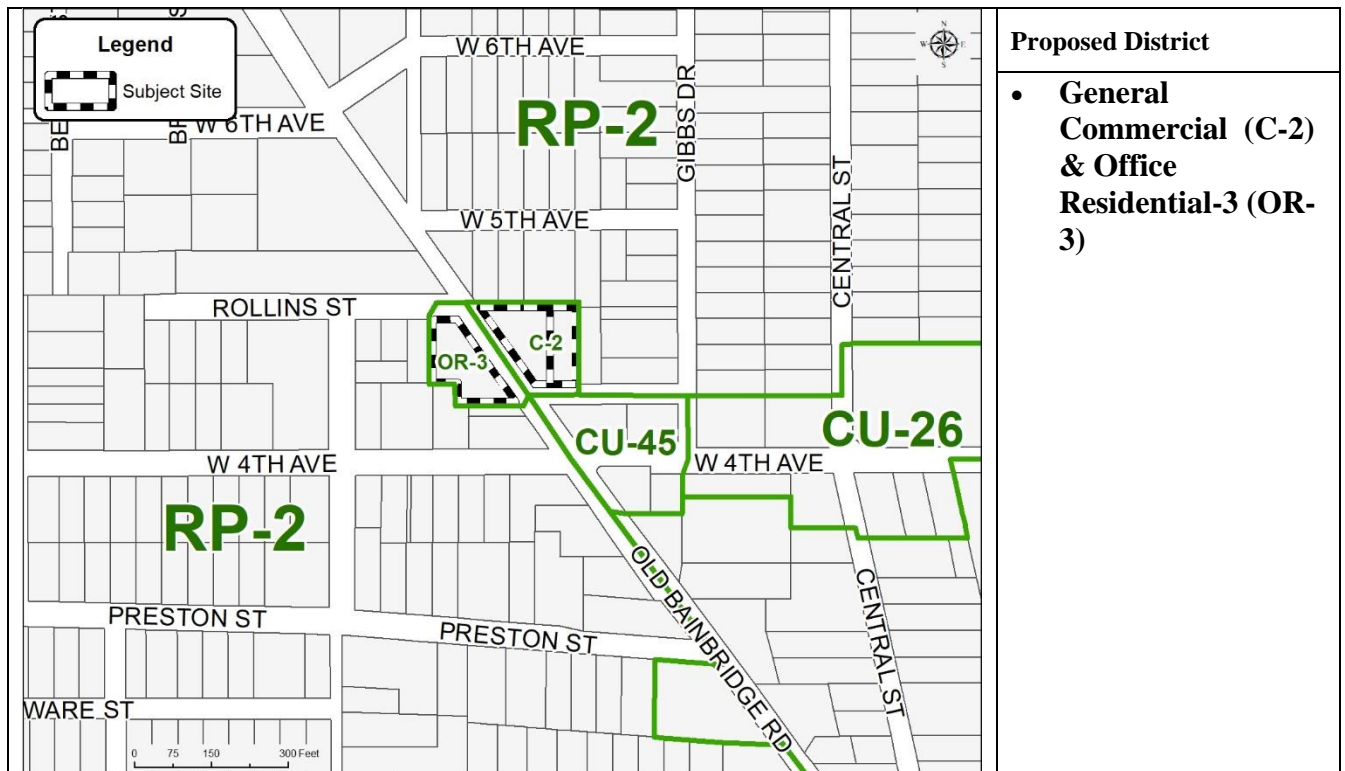 Legend
Subject Site
W 6TH AVE
N
W
E
S
RP-2
GIBBS DR
W 6TH AVE
CENTRAL ST
W 5TH AVE
ROLLINS ST
C-2
OR-3
CU-45
CU-26
W 4TH AVE
W 4TH AVE
RP-2
OLD BAINBRIDGE RD
CENTRAL ST
PRESTON ST
PRESTON ST
WARE ST
0 75 150 300 Feet
Proposed District
• General
Commercial (C-2)
& Office
Residential-3 (OR-
3)